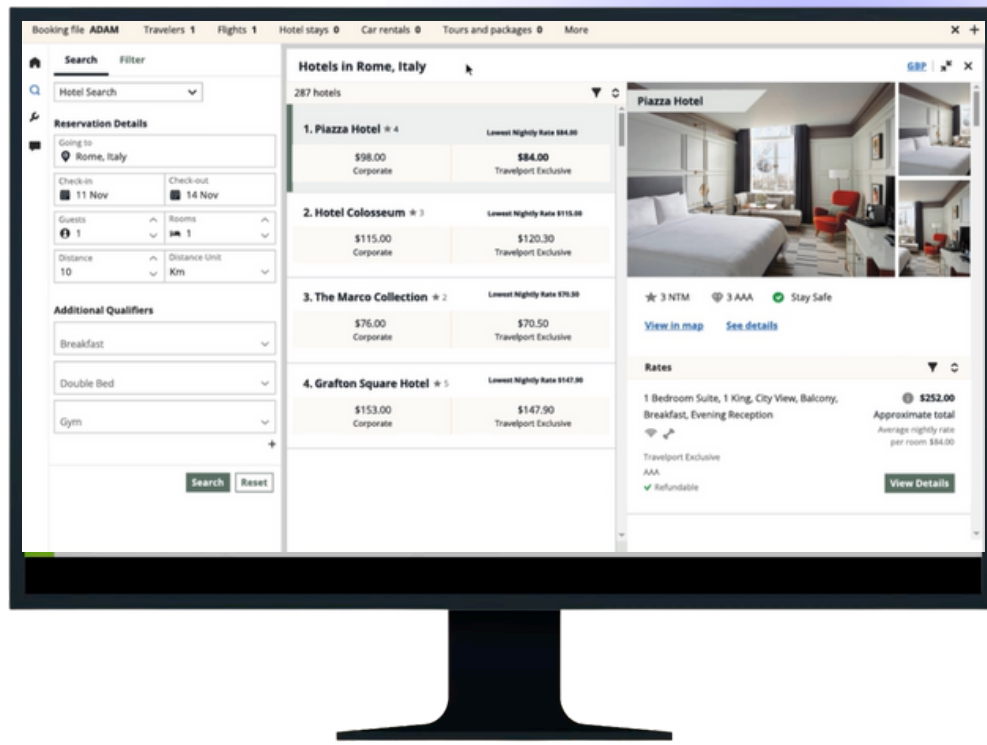 Booking file ADAM Travelers 1 Flights 1 Hotel stays 0 Car rentals 0 Tours and packages 0 More
Search Filter
Hotel Search
Reservation Details
Going to
Rome, Italy
Check-in Check-out
11 Nov 14 Nov
Guests Rooms
1 1
Distance Distance Unit
10 Km
Additional Qualifiers
Breakfast
Double Bed
Gym
Search Reset
Hotels in Rome, Italy
GBP
287 hotels
1. Piazza Hotel ★ 4 Lowest Nightly Rate $84.00
$98.00 $84.00
Corporate Travelport Exclusive
2. Hotel Colosseum ★ 3 Lowest Nightly Rate $115.00
$115.00 $120.30
Corporate Travelport Exclusive
3. The Marco Collection ★ 2 Lowest Nightly Rate $70.50
$76.00 $70.50
Corporate Travelport Exclusive
4. Grafton Square Hotel ★ 5 Lowest Nightly Rate $147.90
$153.00 $147.90
Corporate Travelport Exclusive
Piazza Hotel
3 NTM 3 AAA Stay Safe
View in map See details
Rates
1 Bedroom Suite, 1 King, City View, Balcony,
Breakfast, Evening Reception
$252.00
Approximate total
Average nightly rate
per room $84.00
Travelport Exclusive
AAA
Refundable
View Details